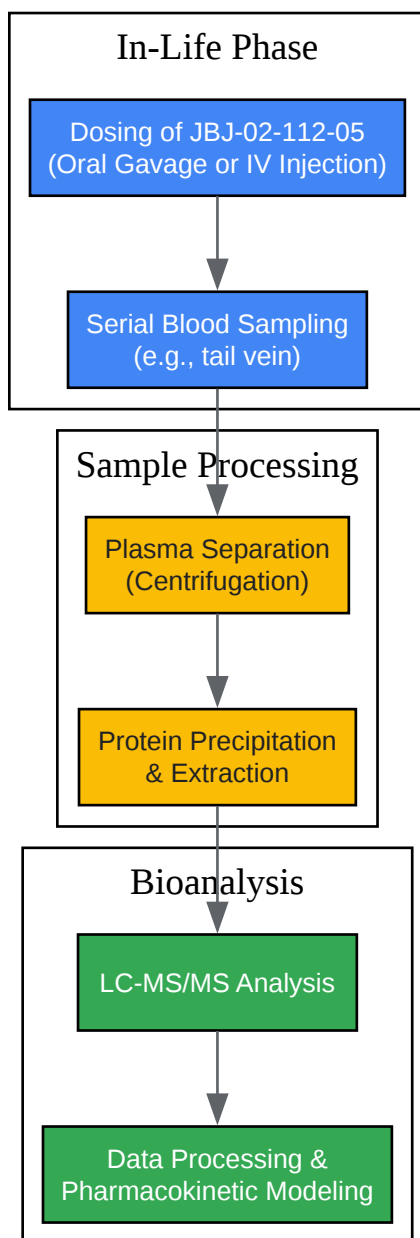 In-Life Phase
Dosing of JBJ-02-112-05
(Oral Gavage or IV Injection)
Serial Blood Sampling
(e.g., tail vein)
Sample Processing
Plasma Separation
(Centrifugation)
Protein Precipitation
& Extraction
Bioanalysis
LC-MS/MS Analysis
Data Processing &
Pharmacokinetic Modeling